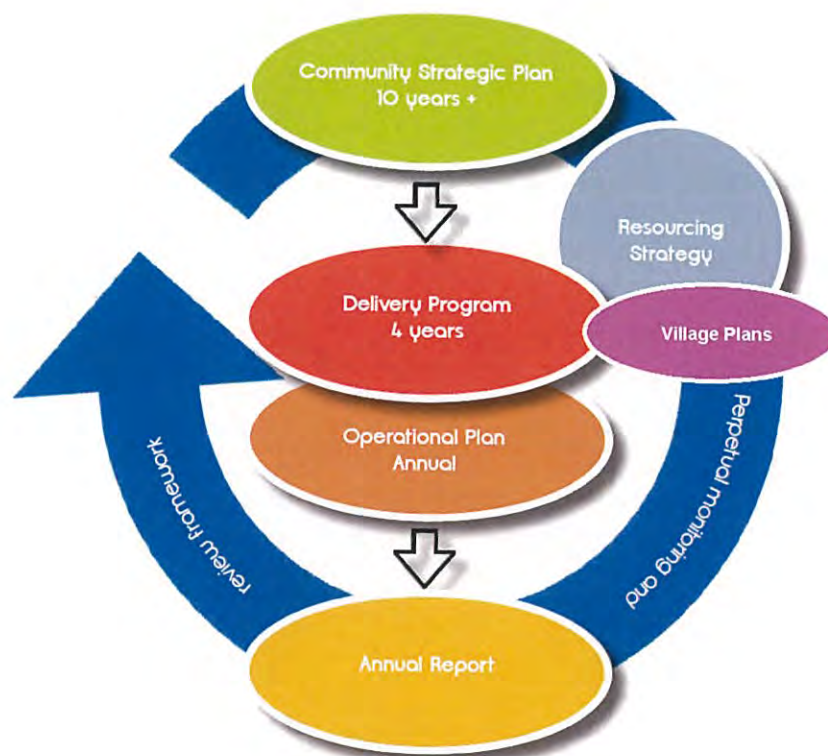 Community Strategic Plan
10 years +
Resourcing
Strategy
Delivery Program
4 years
Village Plans
Operational Plan
Annual
Perpetual monitoring and
review framework
Annual Report